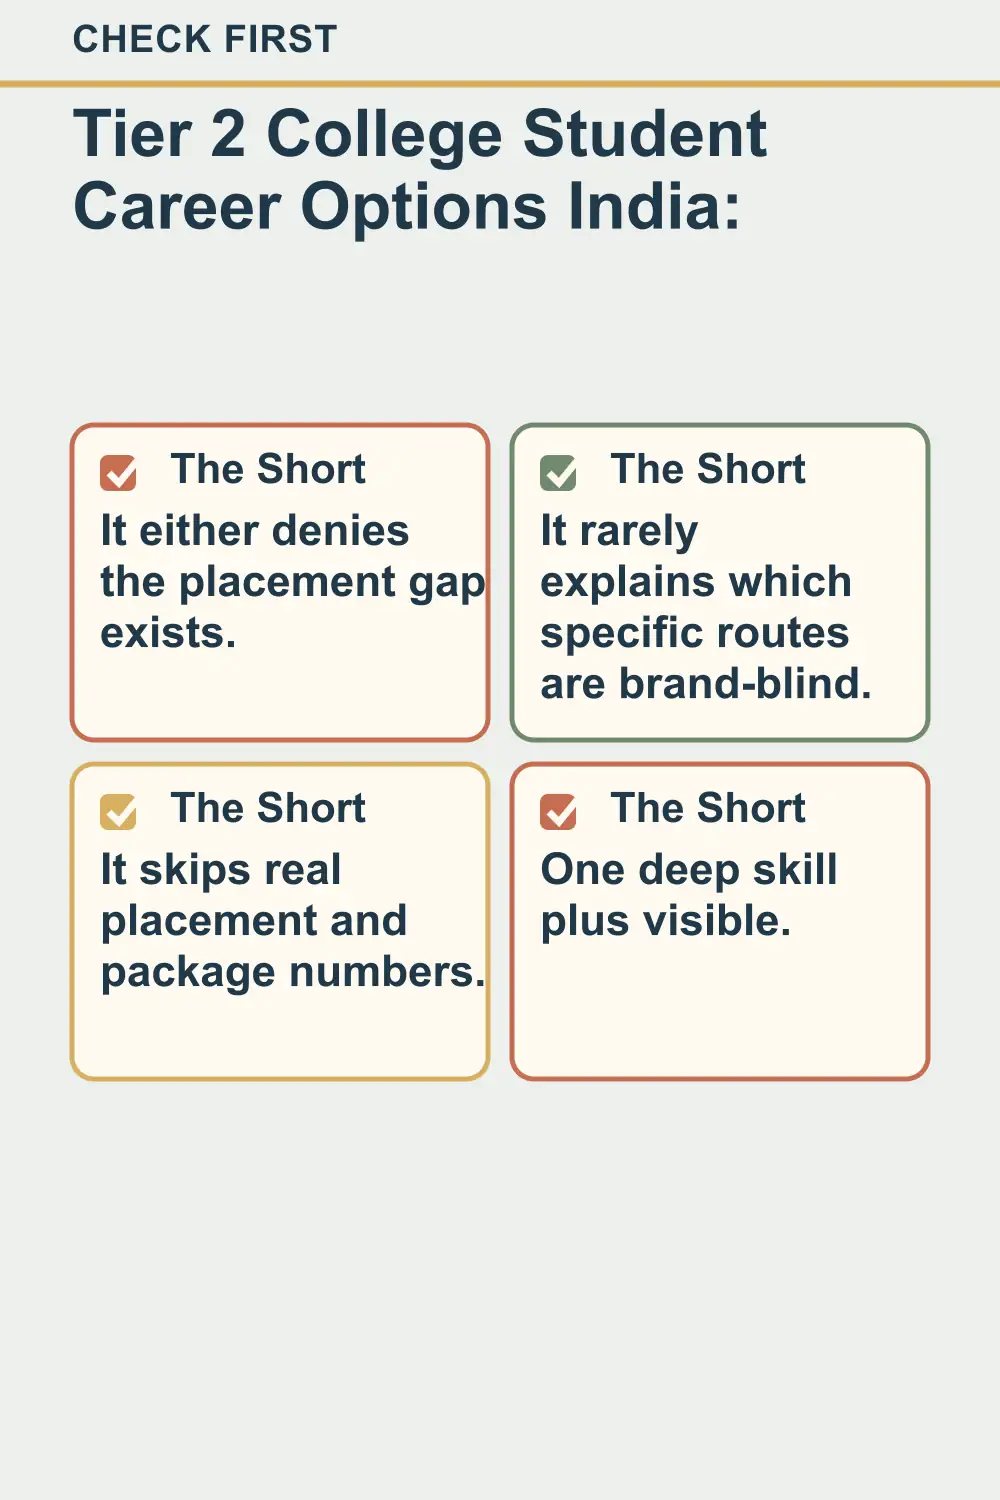 CHECK FIRST
Tier 2 College Student
Career Options India:
The Short
It either denies
the placement gap
exists.
The Short
It rarely
explains which
specific routes
are brand-blind.
The Short
It skips real
placement and
package numbers.
The Short
One deep skill
plus visible.